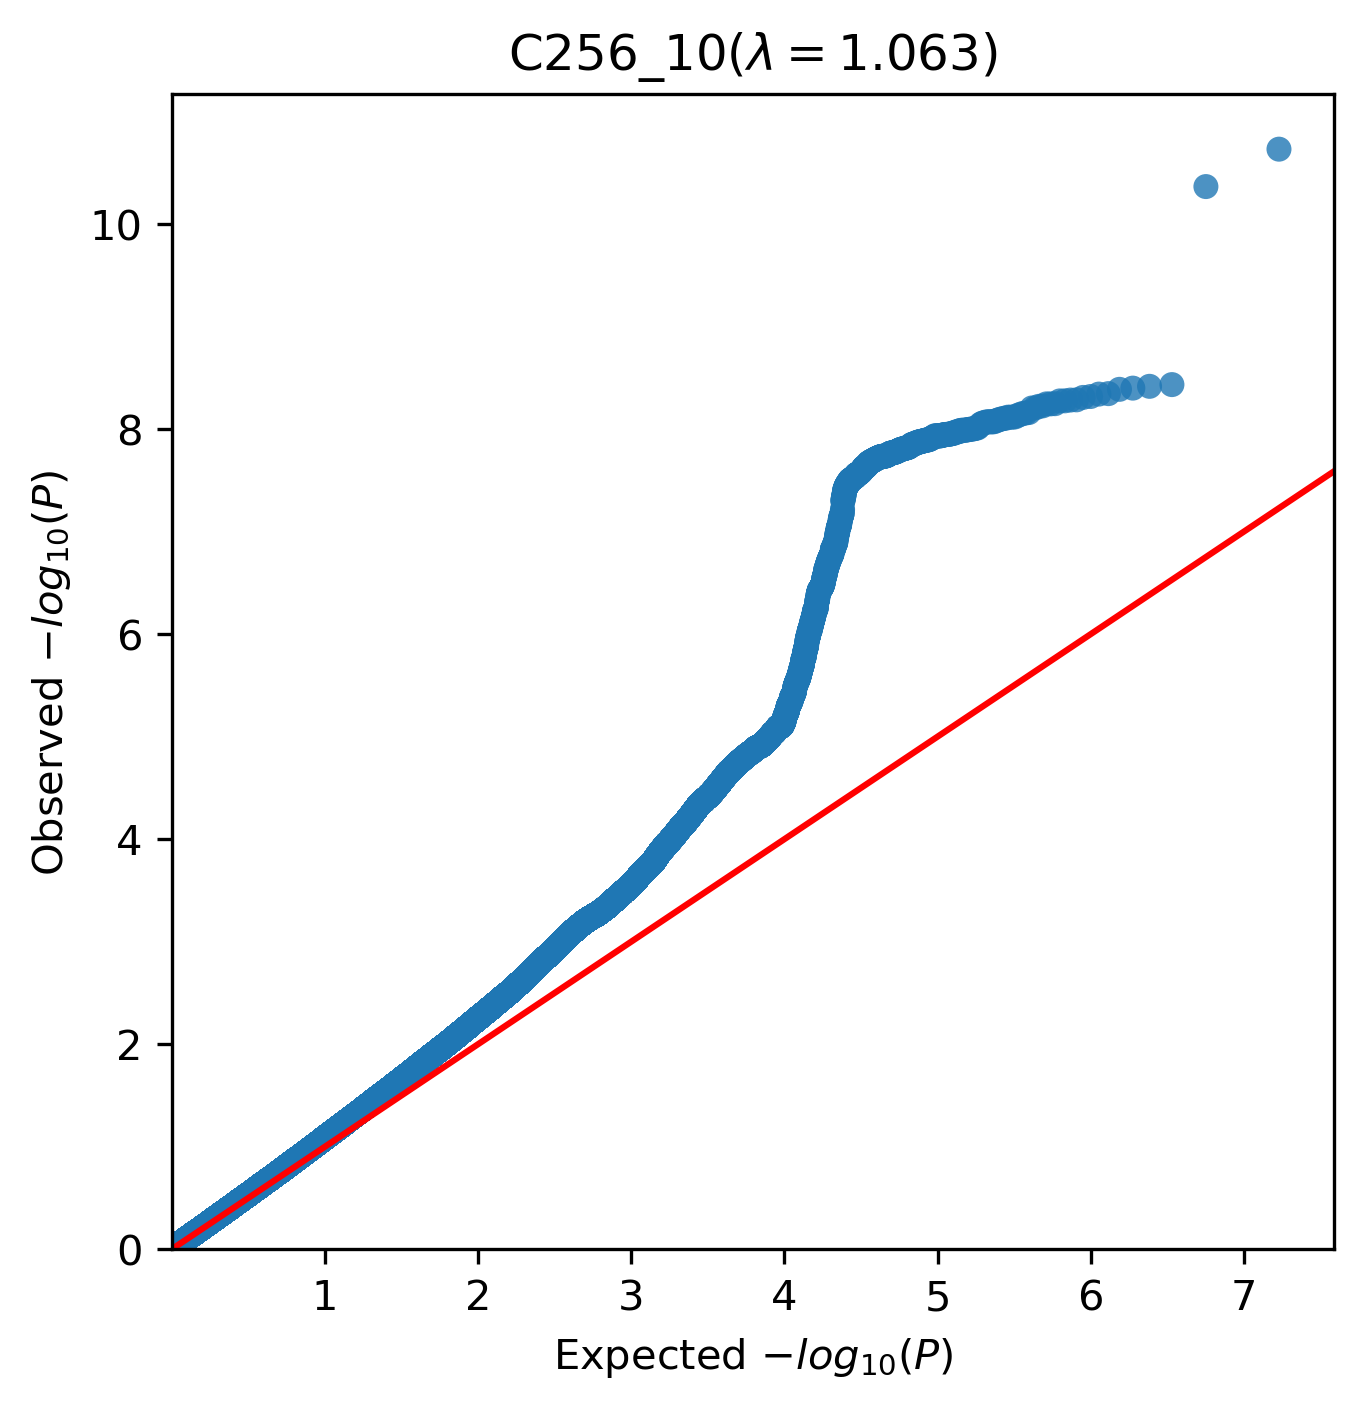 C256_10(λ = 1.063)
Observed −log₁₀(P)
10
8
6
4
2
0
1 2 3 4 5 6 7
Expected −log₁₀(P)